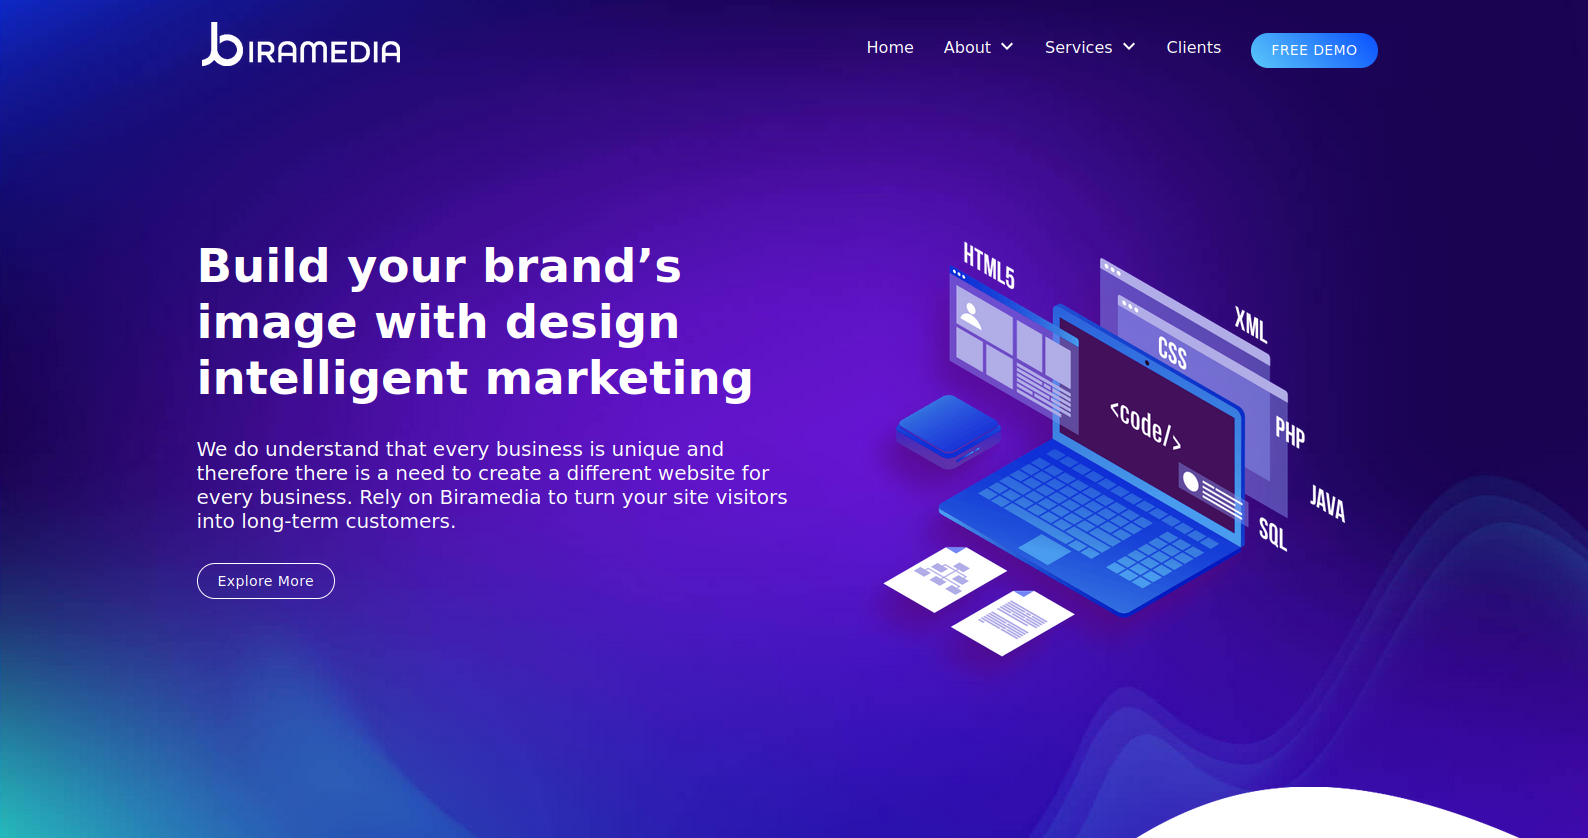 BIRAMEDIA
Home
About
Services
Clients
FREE DEMO
Build your brand’s
image with design
intelligent marketing
We do understand that every business is unique and
therefore there is a need to create a different website for
every business. Rely on Biramedia to turn your site visitors
into long-term customers.
Explore More
HTML5
XML
CSS
<code/>
PHP
JAVA
SQL